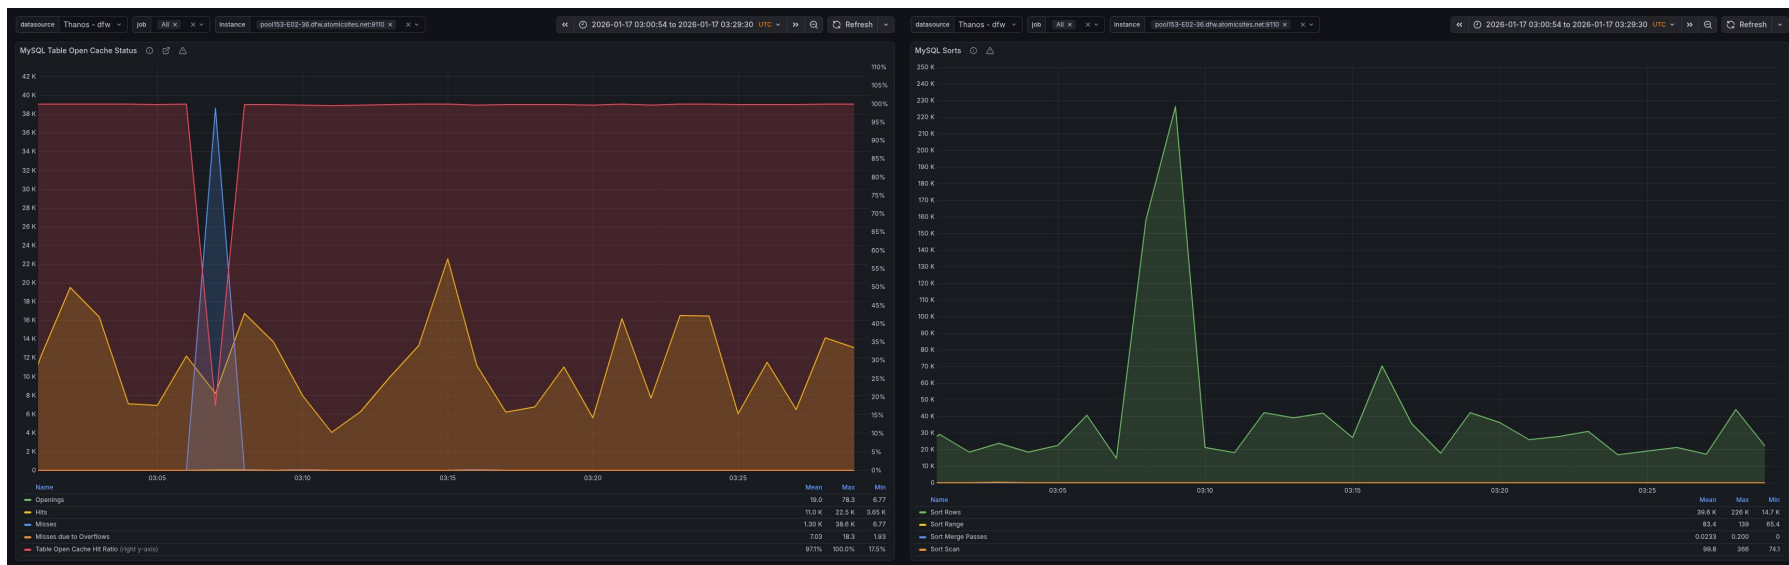 datasource Thanos - dfw job All × instance pool153-E02-36.dfw.atomicsites.net:9110 × 2026-01-17 03:00:54 to 2026-01-17 03:29:30 UTC Refresh
MySQL Table Open Cache Status
42 K
40 K
38 K
36 K
34 K
32 K
30 K
28 K
26 K
24 K
22 K
20 K
18 K
16 K
14 K
12 K
10 K
8 K
6 K
4 K
2 K
0
110%
105%
100%
95%
90%
85%
80%
75%
70%
65%
60%
55%
50%
45%
40%
35%
30%
25%
20%
15%
10%
5%
0%
03:05 03:10 03:15 03:20 03:25
Name Mean Max Min
Openings 19.0 78.3 6.77
Hits 11.0 K 22.5 K 3.65 K
Misses 1.30 K 38.6 K 6.77
Misses due to Overflows 7.03 18.3 1.93
Table Open Cache Hit Ratio (right y-axis) 97.1% 100.0% 17.5%
datasource Thanos - dfw job All × Instance pool153-E02-36.dfw.atomicsites.net:9110 × 2026-01-17 03:00:54 to 2026-01-17 03:29:30 UTC Refresh
MySQL Sorts
250 K
240 K
230 K
220 K
210 K
200 K
190 K
180 K
170 K
160 K
150 K
140 K
130 K
120 K
110 K
100 K
90 K
80 K
70 K
60 K
50 K
40 K
30 K
20 K
10 K
0
03:05 03:10 03:15 03:20 03:25
Name Mean Max Min
Sort Rows 39.6 K 226 K 14.7 K
Sort Range 83.4 139 65.4
Sort Merge Passes 0.0233 0.200 0
Sort Scan 99.8 366 74.1